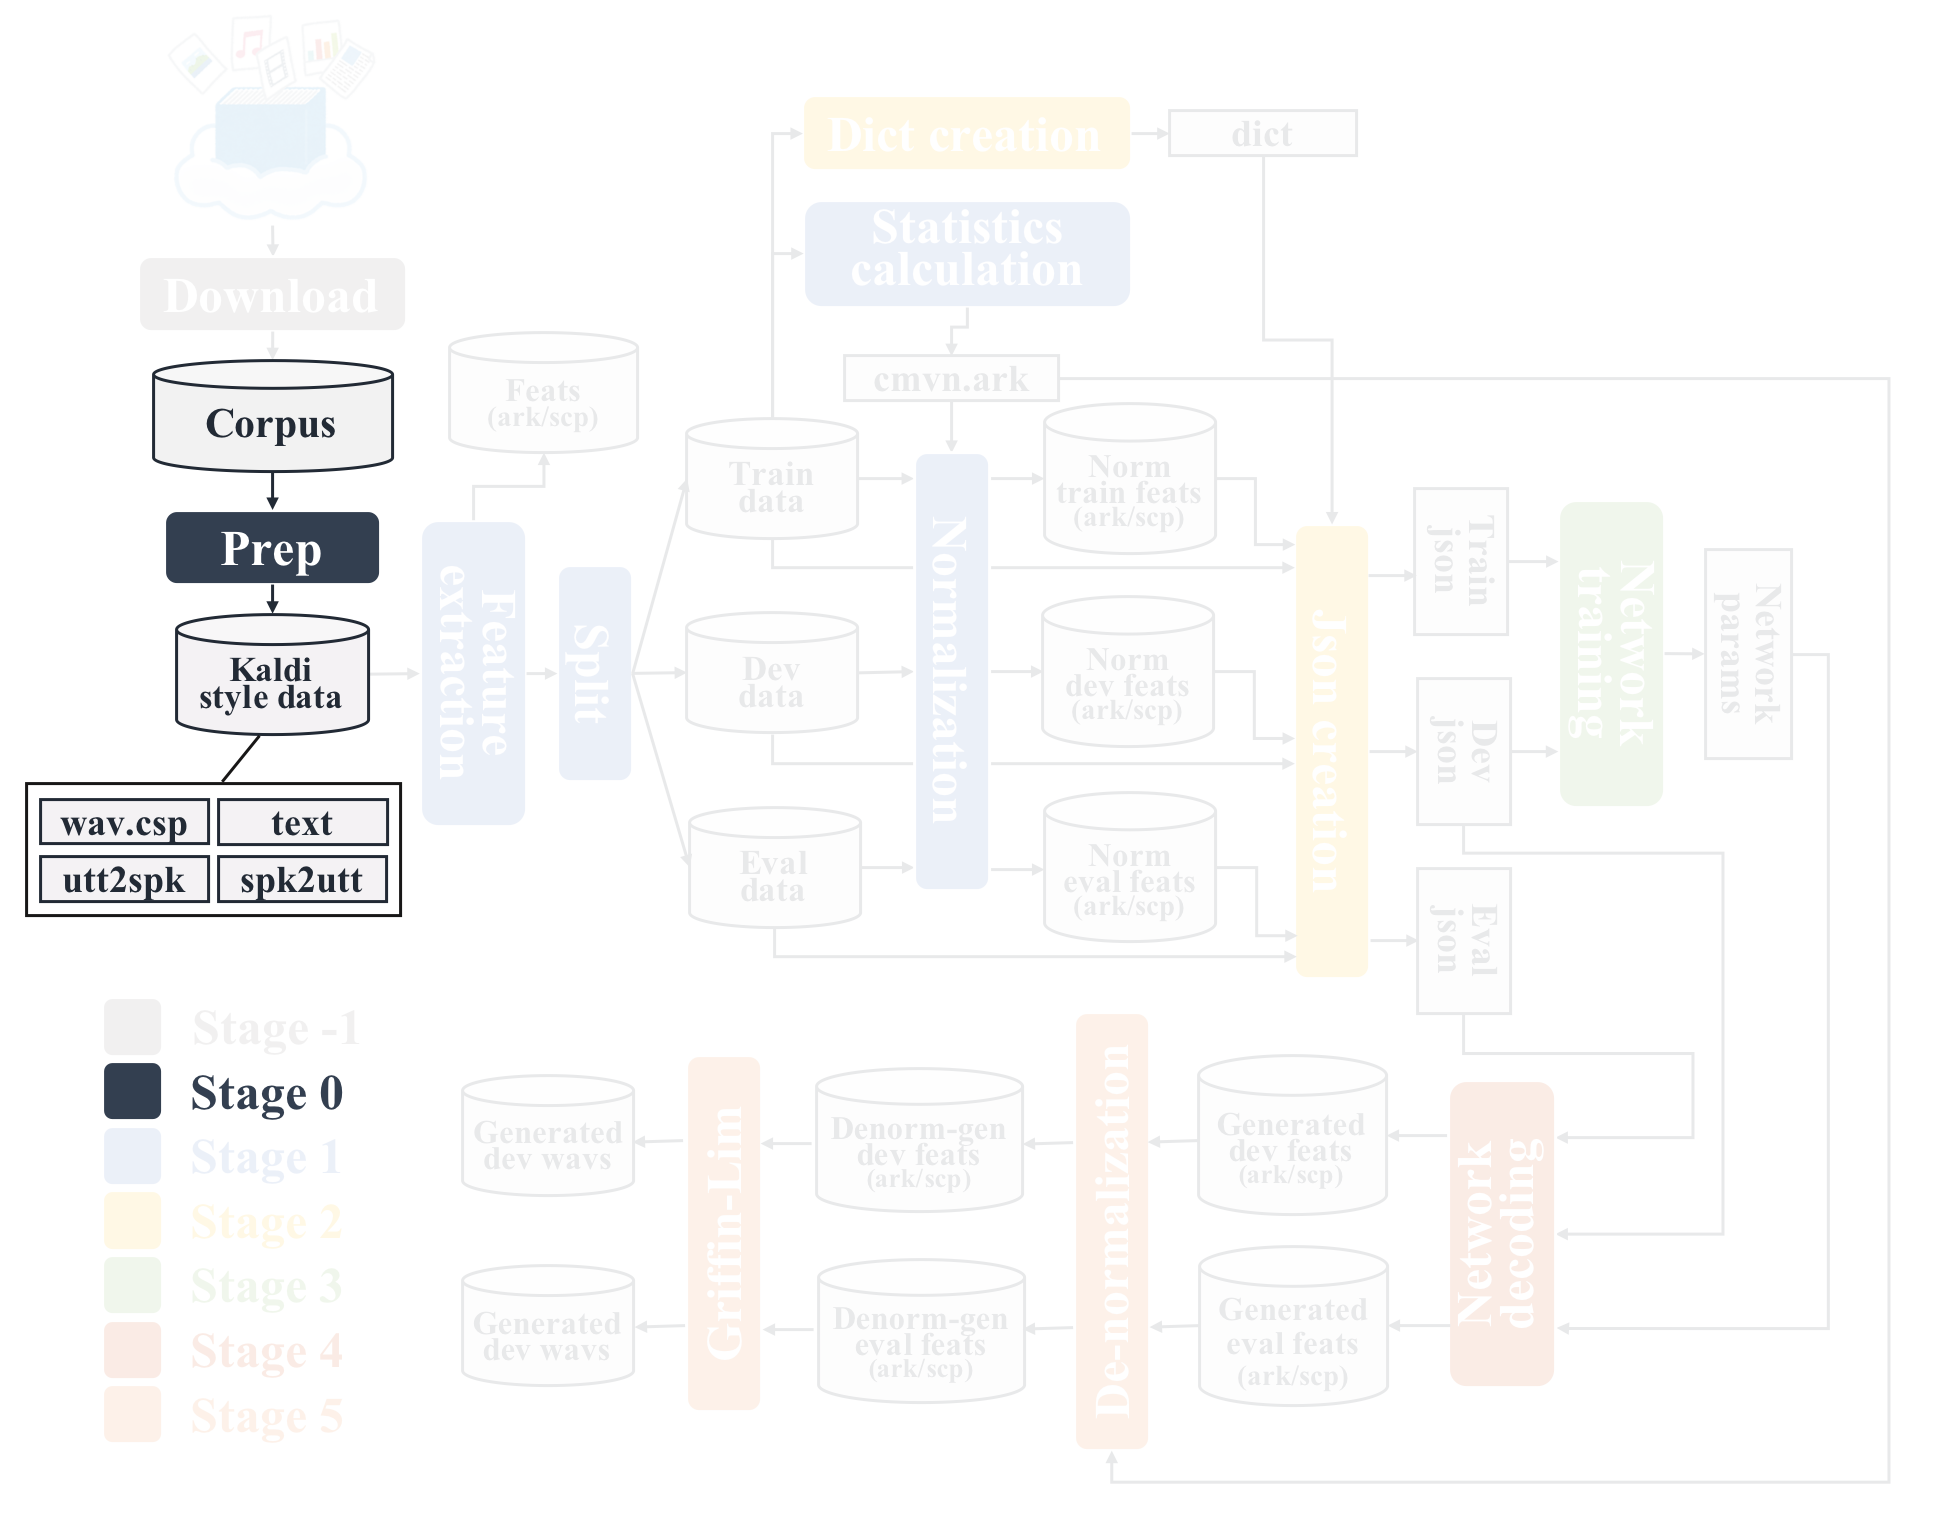 Download
Corpus
Prep
Kaldi
style data
wav.csp
text
utt2spk
spk2utt
Feats
(ark/scp)
Feature
extraction
Split
Dict creation
dict
Statistics
calculation
cmvn.ark
Train
data
Dev
data
Eval
data
Normalization
Norm
train feats
(ark/scp)
Norm
dev feats
(ark/scp)
Norm
eval feats
(ark/scp)
Json creation
Train
json
Dev
json
Eval
json
Network
training
Network
params
Stage -1
Stage 0
Stage 1
Stage 2
Stage 3
Stage 4
Stage 5
Generated
dev wavs
Generated
dev wavs
Griffin-Lim
Denorm-gen
dev feats
(ark/scp)
Denorm-gen
eval feats
(ark/scp)
De-normalization
Generated
dev feats
(ark/scp)
Generated
eval feats
(ark/scp)
Network
decoding